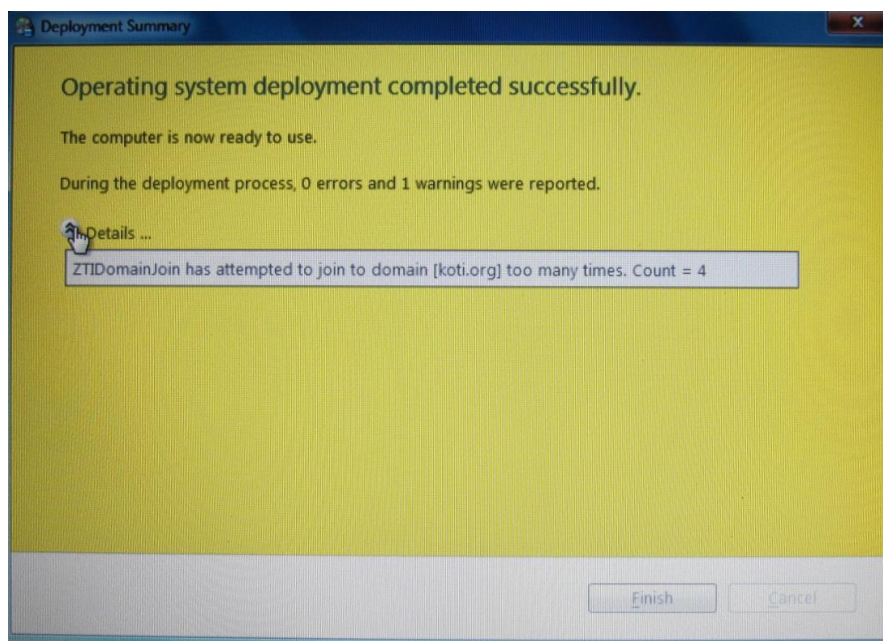 Deployment Summary
Operating system deployment completed successfully.
The computer is now ready to use.
During the deployment process, 0 errors and 1 warnings were reported.
Details ...
ZTIDomainJoin has attempted to join to domain [koti.org] too many times. Count = 4
Finish
Cancel